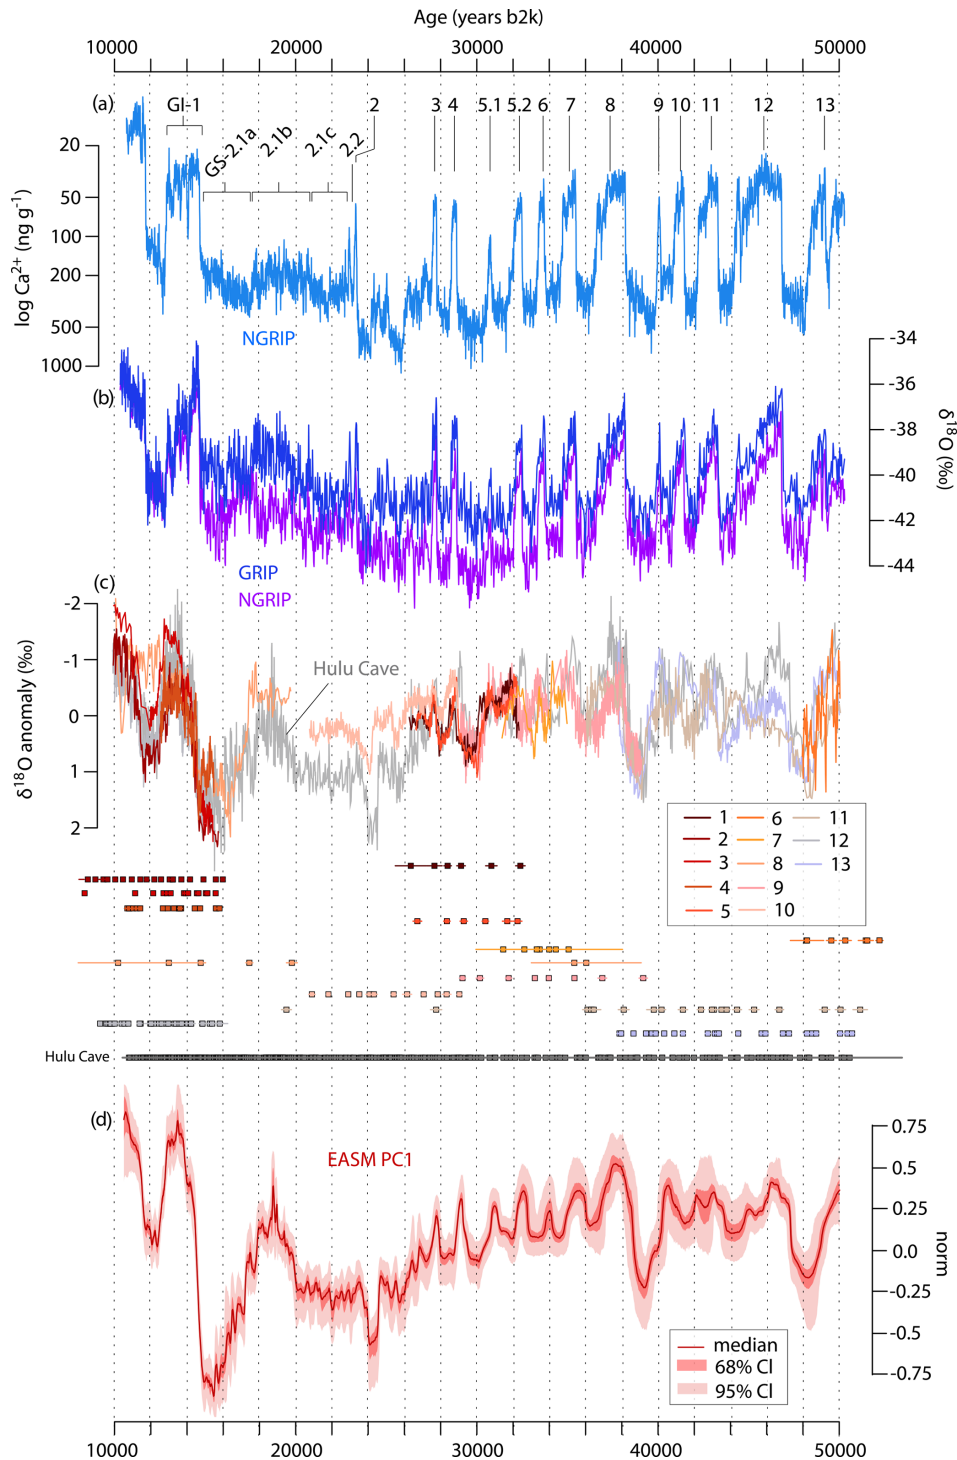 Age (years b2k)
10000 20000 30000 40000 50000
(a)
GI-1 2 3 4 5.1 5.2 6 7 8 9 10 11 12 13
GS-2.1a 2.1b 2.1c 2.2
20
50
100
200
500
1000
log Ca2+ (ng g-1)
NGRIP
(b)
-34
-36
-38
-40
-42
-44
δ18O (‰)
GRIP
NGRIP
(c)
-2
-1
0
1
2
δ18O anomaly (‰)
Hulu Cave
1 6 11
2 7 12
3 8 13
4 9
5 10
Hulu Cave
(d)
EASM PC1
0.75
0.5
0.25
0.0
-0.25
-0.5
-0.75
norm
median
68% CI
95% CI
10000 20000 30000 40000 50000